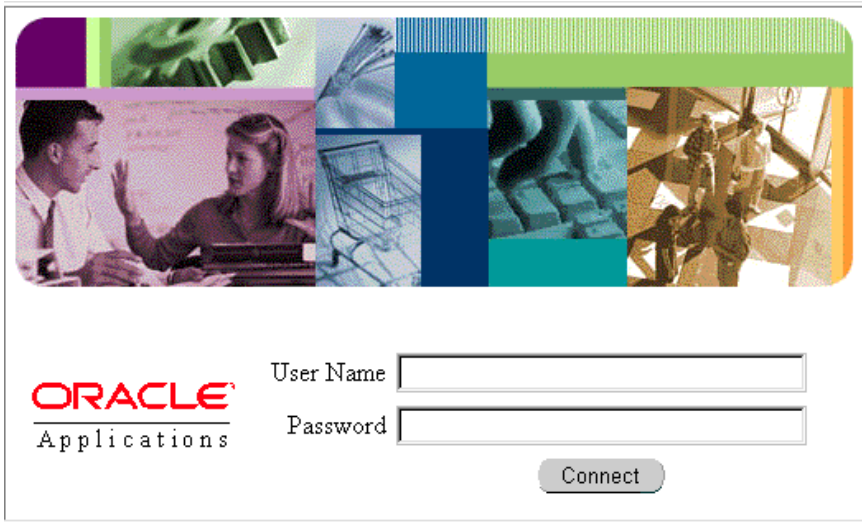 User Name
ORACLE
Applications
Password
Connect